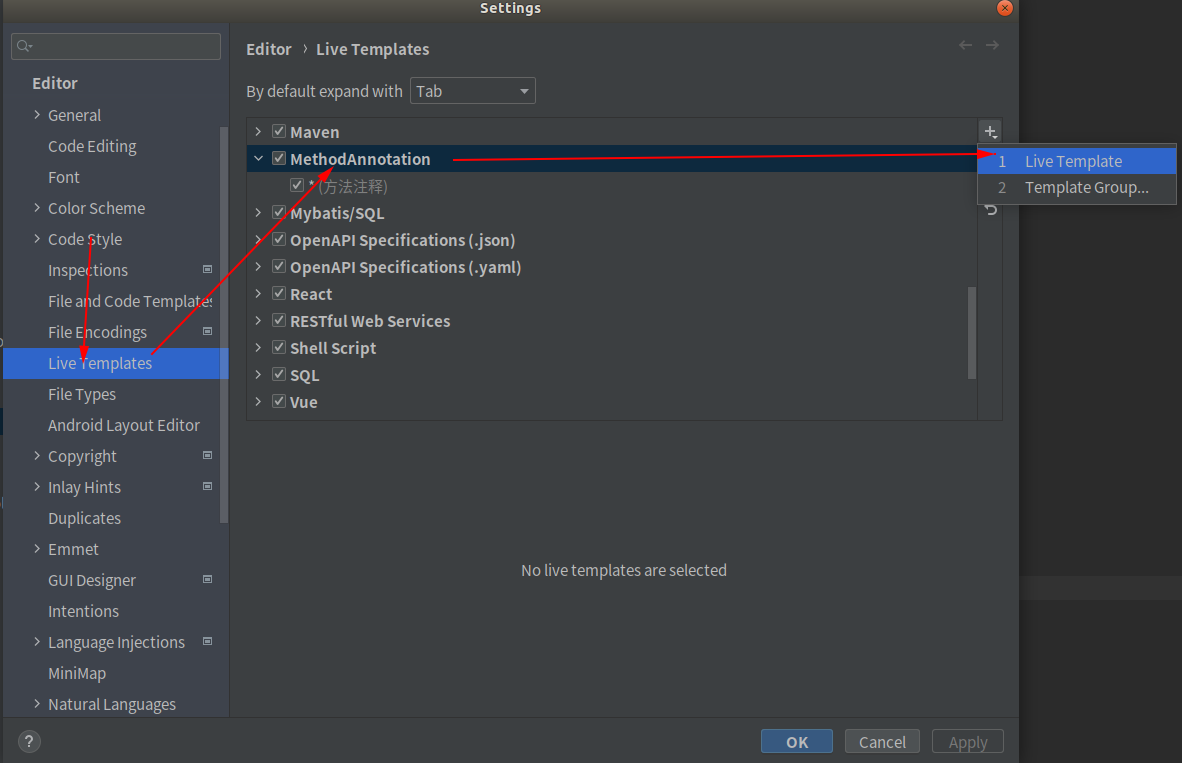 Settings
Editor
General
Code Editing
Font
Color Scheme
Code Style
Inspections
File and Code Templates
File Encodings
Live Templates
File Types
Android Layout Editor
Copyright
Inlay Hints
Duplicates
Emmet
GUI Designer
Intentions
Language Injections
MiniMap
Natural Languages
?
Editor › Live Templates
By default expand with Tab
Maven
MethodAnnotation
* (方法注释)
Mybatis/SQL
OpenAPI Specifications (.json)
OpenAPI Specifications (.yaml)
React
RESTful Web Services
Shell Script
SQL
Vue
1 Live Template
2 Template Group...
No live templates are selected
OK Cancel Apply